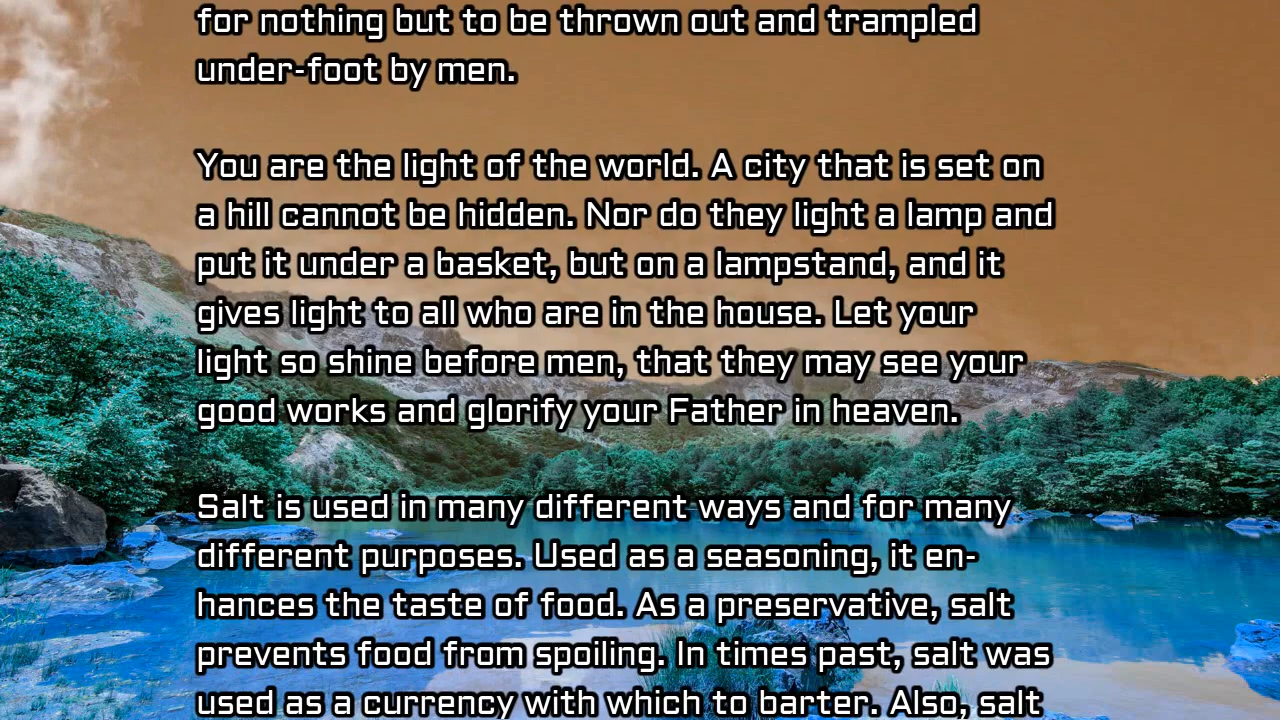 for nothing but to be thrown out and trampled
under-foot by men.
You are the light of the world. A city that is set on
a hill cannot be hidden. Nor do they light a lamp and
put it under a basket, but on a lampstand, and it
gives light to all who are in the house. Let your
light so shine before men, that they may see your
good works and glorify your Father in heaven.
Salt is used in many different ways and for many
different purposes. Used as a seasoning, it en-
hances the taste of food. As a preservative, salt
prevents food from spoiling. In times past, salt was
used as a currency with which to barter. Also, salt